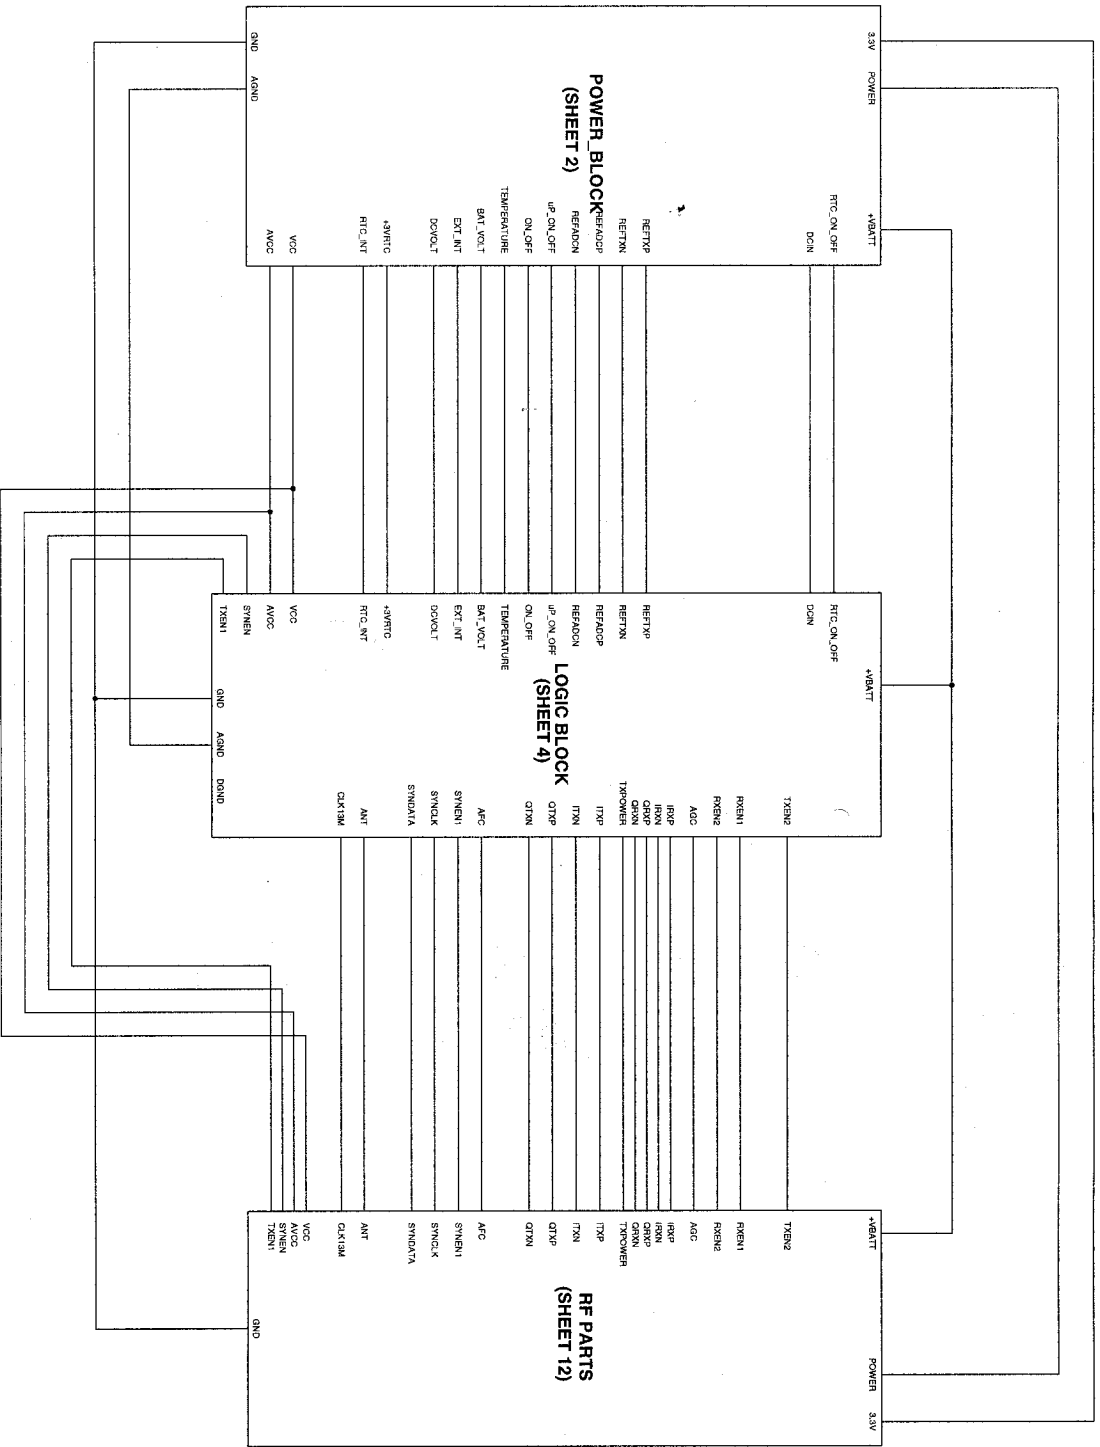 POWER_BLOCK
(SHEET 2)
GND
AGND
3.3V
POWER
+VBATT
AVCC
VCC
RTC_INT
+3VRTC
DCVOLT
EXT_INT
BAT_VOLT
TEMPERATURE
ON_OFF
uP_ON_OFF
REFADCN
REFADCP
REFTXN
REFTXP
DCIN
RTC_ON_OFF
LOGIC BLOCK
(SHEET 4)
TXEN1
SYNEN
AVCC
VCC
RTC_INT
+3VRTC
DCVOLT
EXT_INT
BAT_VOLT
TEMPERATURE
ON_OFF
uP_ON_OFF
REFADCN
REFADCP
REFTXN
REFTXP
DCIN
RTC_ON_OFF
+VBATT
GND
AGND
DGND
CLK13M
ANT
SYNDATA
SYNCLK
SYNEN1
AFC
QTXN
QTXP
ITXN
ITXP
TXPOWER
QRXN
QRXP
IRXN
IRXP
AGC
RXEN2
RXEN1
TXEN2
RF PARTS
(SHEET 12)
TXEN1
SYNEN
AVCC
VCC
CLK13M
ANT
SYNDATA
SYNCLK
SYNEN1
AFC
QTXN
QTXP
ITXN
ITXP
TXPOWER
QRXN
QRXP
IRXN
IRXP
AGC
RXEN2
RXEN1
TXEN2
+VBATT
GND
POWER
3.3V